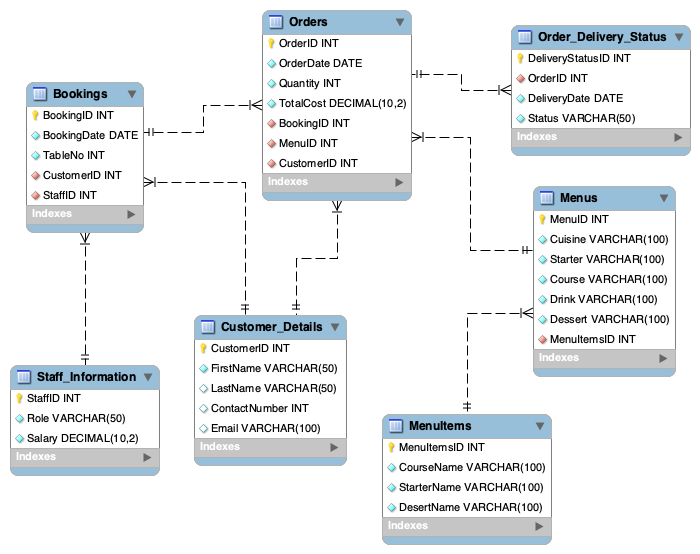 Orders
OrderID INT
OrderDate DATE
Quantity INT
TotalCost DECIMAL(10,2)
BookingID INT
MenuID INT
CustomerID INT
Indexes
Order_Delivery_Status
DeliveryStatusID INT
OrderID INT
DeliveryDate DATE
Status VARCHAR(50)
Indexes
Bookings
BookingID INT
BookingDate DATE
TableNo INT
CustomerID INT
StaffID INT
Indexes
Menus
MenuID INT
Cuisine VARCHAR(100)
Starter VARCHAR(100)
Course VARCHAR(100)
Drink VARCHAR(100)
Dessert VARCHAR(100)
MenuItemsID INT
Indexes
Customer_Details
CustomerID INT
FirstName VARCHAR(50)
LastName VARCHAR(50)
ContactNumber INT
Email VARCHAR(100)
Indexes
Staff_Information
StaffID INT
Role VARCHAR(50)
Salary DECIMAL(10,2)
Indexes
MenuItems
MenuItemsID INT
CourseName VARCHAR(100)
StarterName VARCHAR(100)
DesertName VARCHAR(100)
Indexes